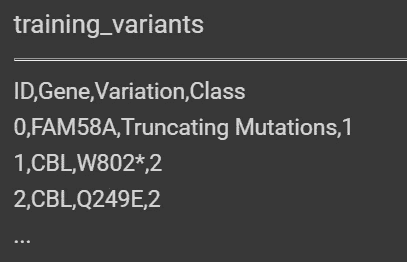 training_variants
ID,Gene,Variation,Class
0,FAM58A,Truncating Mutations,1
1,CBL,W802*,2
2,CBL,Q249E,2
...